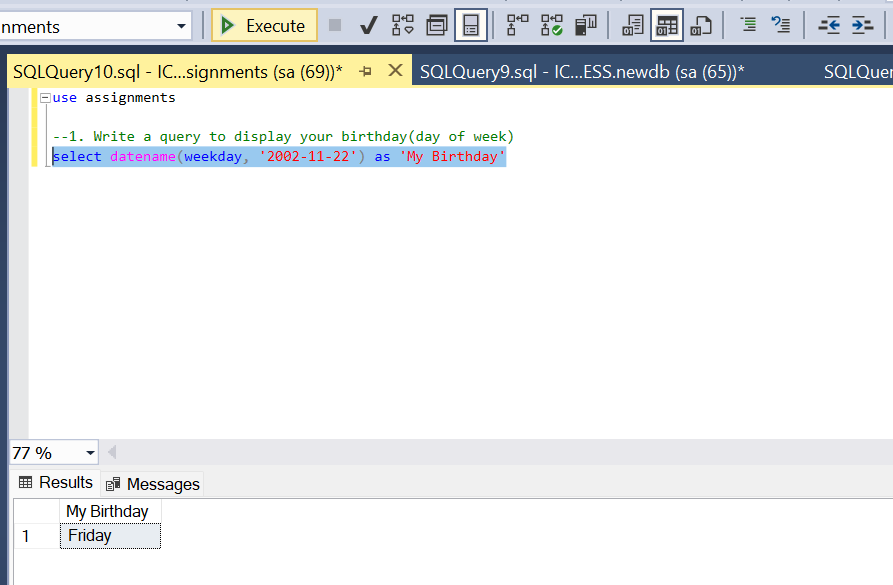 nments
Execute
SQLQuery10.sql - IC...signments (sa (69))*
SQLQuery9.sql - IC...ESS.newdb (sa (65))*
SQLQuer
use assignments
--1. Write a query to display your birthday(day of week)
select datename(weekday, '2002-11-22') as 'My Birthday'
77 %
Results
Messages
My Birthday
1
Friday